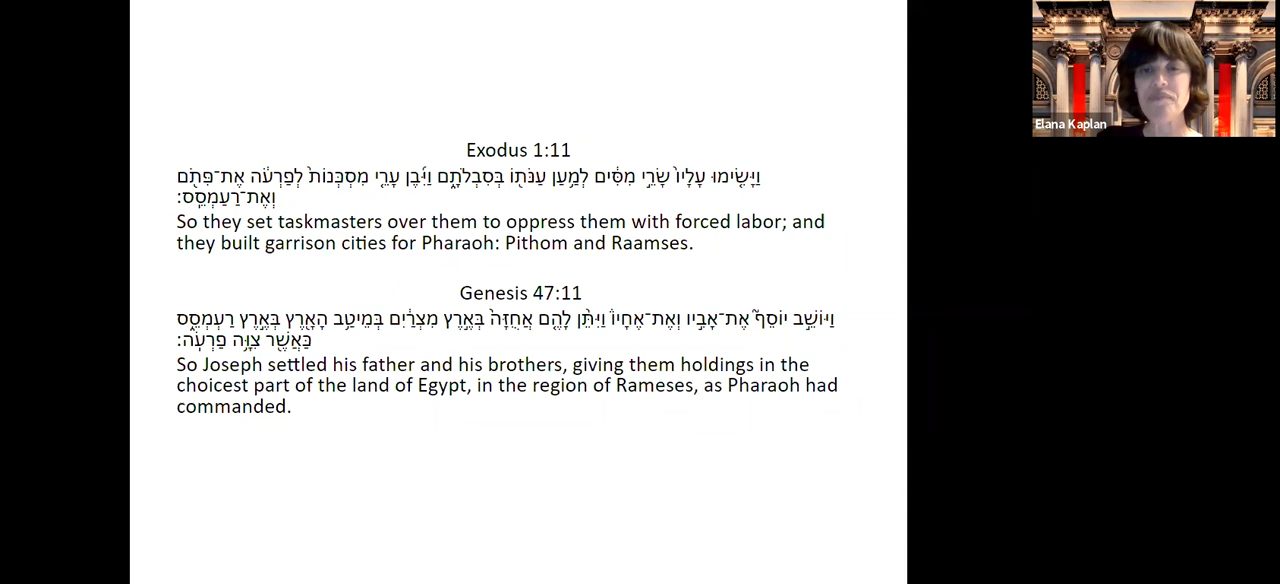 Exodus 1:11
וַיָּשִׂ֤ימוּ עָלָיו֙ שָׂרֵ֣י מִסִּ֔ים לְמַ֥עַן עַנֹּת֖וֹ בְּסִבְלֹתָ֑ם וַיִּ֜בֶן עָרֵ֤י מִסְכְּנוֹת֙ לְפַרְעֹ֔ה אֶת־פִּתֹ֖ם
וְאֶת־רַעַמְסֵֽס׃
So they set taskmasters over them to oppress them with forced labor; and
they built garrison cities for Pharaoh: Pithom and Raamses.
Genesis 47:11
וַיּוֹשֵׁ֣ב יוֹסֵף֮ אֶת־אָבִ֣יו וְאֶת־אֶחָיו֒ וַיִּתֵּ֨ן לָהֶ֤ם אֲחֻזָּה֙ בְּאֶ֣רֶץ מִצְרַ֔יִם בְּמֵיטַ֥ב הָאָ֖רֶץ בְּאֶ֣רֶץ רַעְמְסֵ֑ס
כַּאֲשֶׁ֖ר צִוָּ֥ה פַרְעֹֽה׃
So Joseph settled his father and his brothers, giving them holdings in the
choicest part of the land of Egypt, in the region of Rameses, as Pharaoh had
commanded.
Elana Kaplan